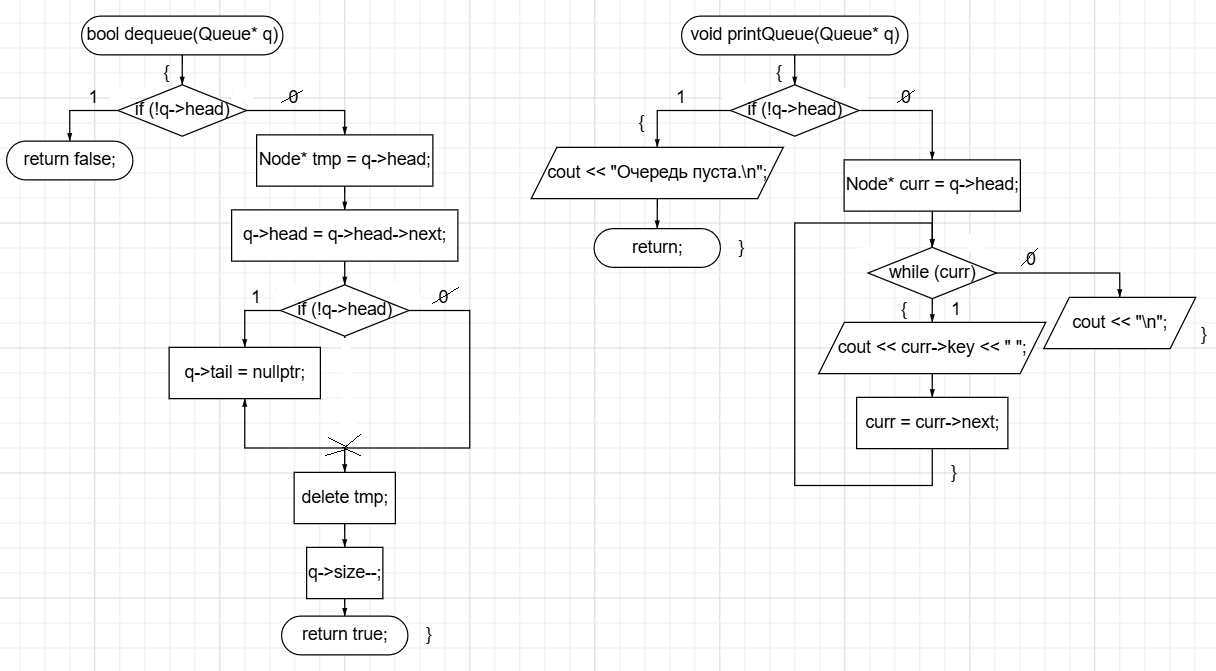 bool dequeue(Queue* q)
{
if (!q->head)
1
0
return false;
Node* tmp = q->head;
q->head = q->head->next;
if (!q->head)
1
0
q->tail = nullptr;
delete tmp;
q->size--;
return true;
}
void printQueue(Queue* q)
{
if (!q->head)
1
0
{
cout << "Очередь пуста.\n";
return;
}
Node* curr = q->head;
while (curr)
0
{
1
cout << curr->key << " ";
curr = curr->next;
}
cout << "\n";
}